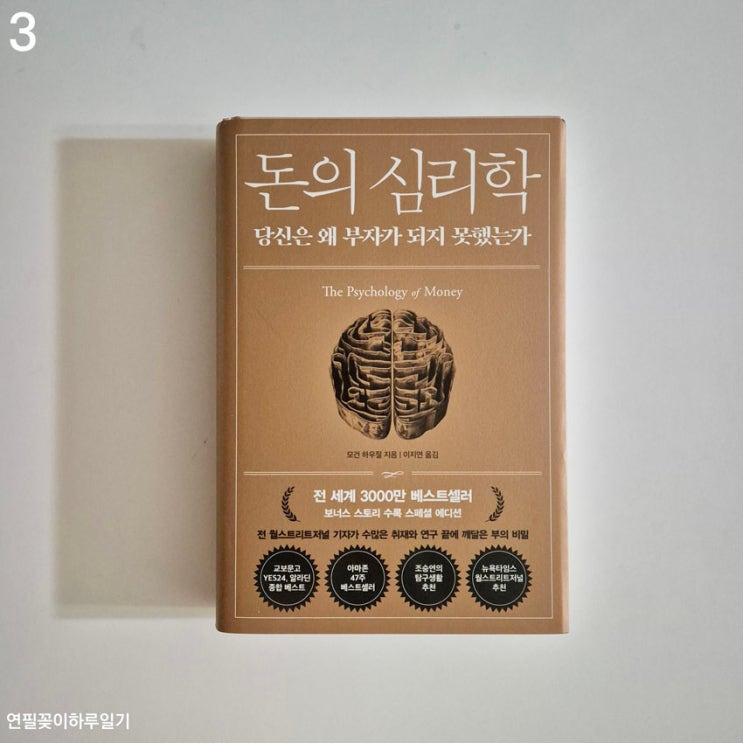 3
돈의 심리학
당신은 왜 부자가 되지 못했는가
The Psychology of Money
모건 하우절 지음 | 이지연 옮김
전 세계 3000만 베스트셀러
보너스 스토리 수록 스페셜 에디션
전 월스트리트저널 기자가 수많은 취재와 연구 끝에 깨달은 부의 비밀
교보문고
YES24, 알라딘
종합 베스트
아마존
47주
베스트셀러
조승연의
탐구생활
추천
뉴욕타임스
월스트리트저널
추천
연필꽂이하루일기